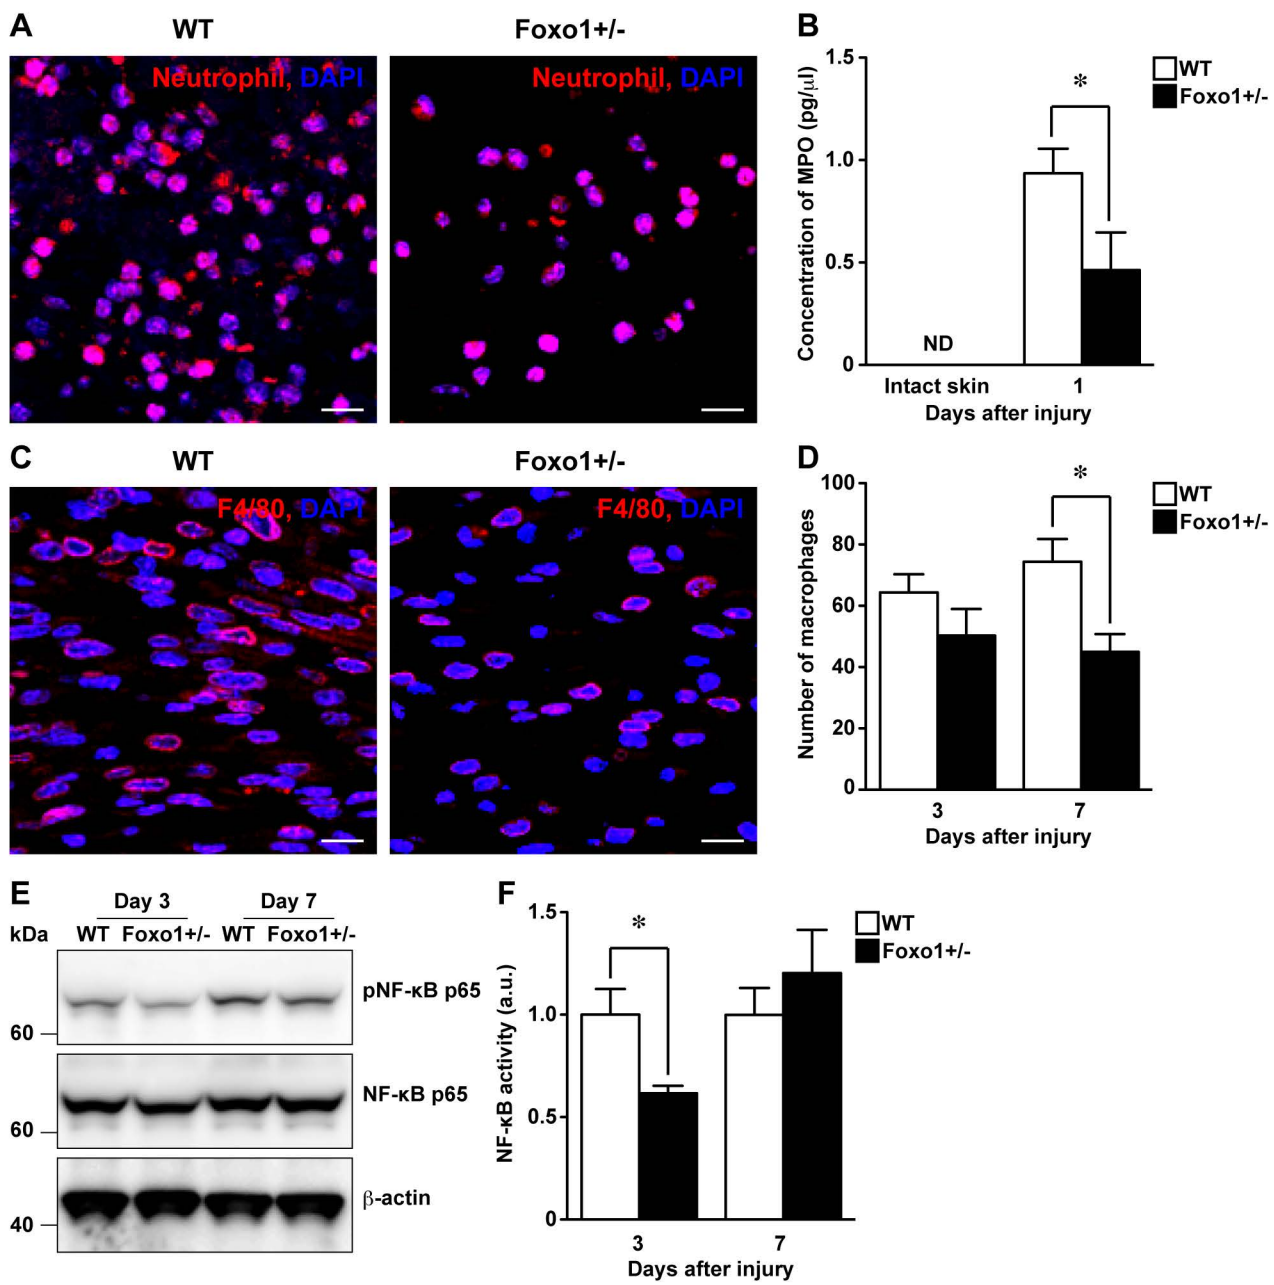 A
WT
Foxo1+/-
Neutrophil, DAPI
Neutrophil, DAPI
B
1.5
1.0
0.5
0
Concentration of MPO (pg/μl)
ND
*
WT
Foxo1+/-
Intact skin
1
Days after injury
C
WT
Foxo1+/-
F4/80, DAPI
F4/80, DAPI
D
100
80
60
40
20
0
Number of macrophages
*
WT
Foxo1+/-
3
7
Days after injury
E
Day 3
Day 7
kDa
WT
Foxo1+/-
WT
Foxo1+/-
pNF-κB p65
60
NF-κB p65
60
β-actin
40
F
1.5
1.0
0.5
0
NF-κB activity (a.u.)
*
WT
Foxo1+/-
3
7
Days after injury